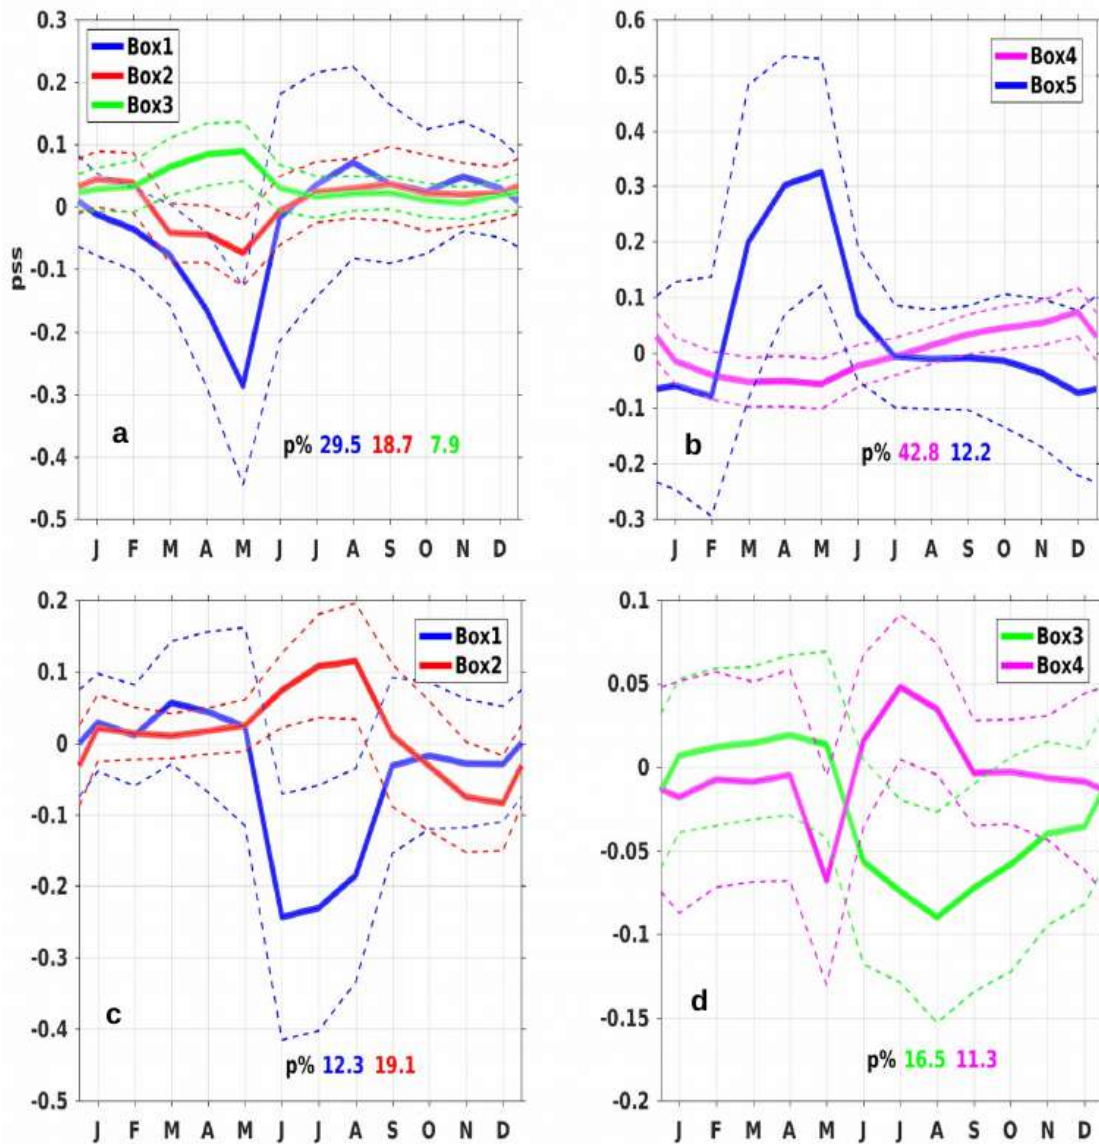 0.3
0.2
0.1
0
-0.1
-0.2
-0.3
-0.4
-0.5
pss
Box1
Box2
Box3
a
p% 29.5 18.7 7.9
J F M A M J J A S O N D
0.6
0.5
0.4
0.3
0.2
0.1
0
-0.1
-0.2
-0.3
Box4
Box5
b
p% 42.8 12.2
J F M A M J J A S O N D
0.2
0.1
0
-0.1
-0.2
-0.3
-0.4
-0.5
Box1
Box2
c
p% 12.3 19.1
J F M A M J J A S O N D
0.1
0.05
0
-0.05
-0.1
-0.15
-0.2
Box3
Box4
d
p% 16.5 11.3
J F M A M J J A S O N D